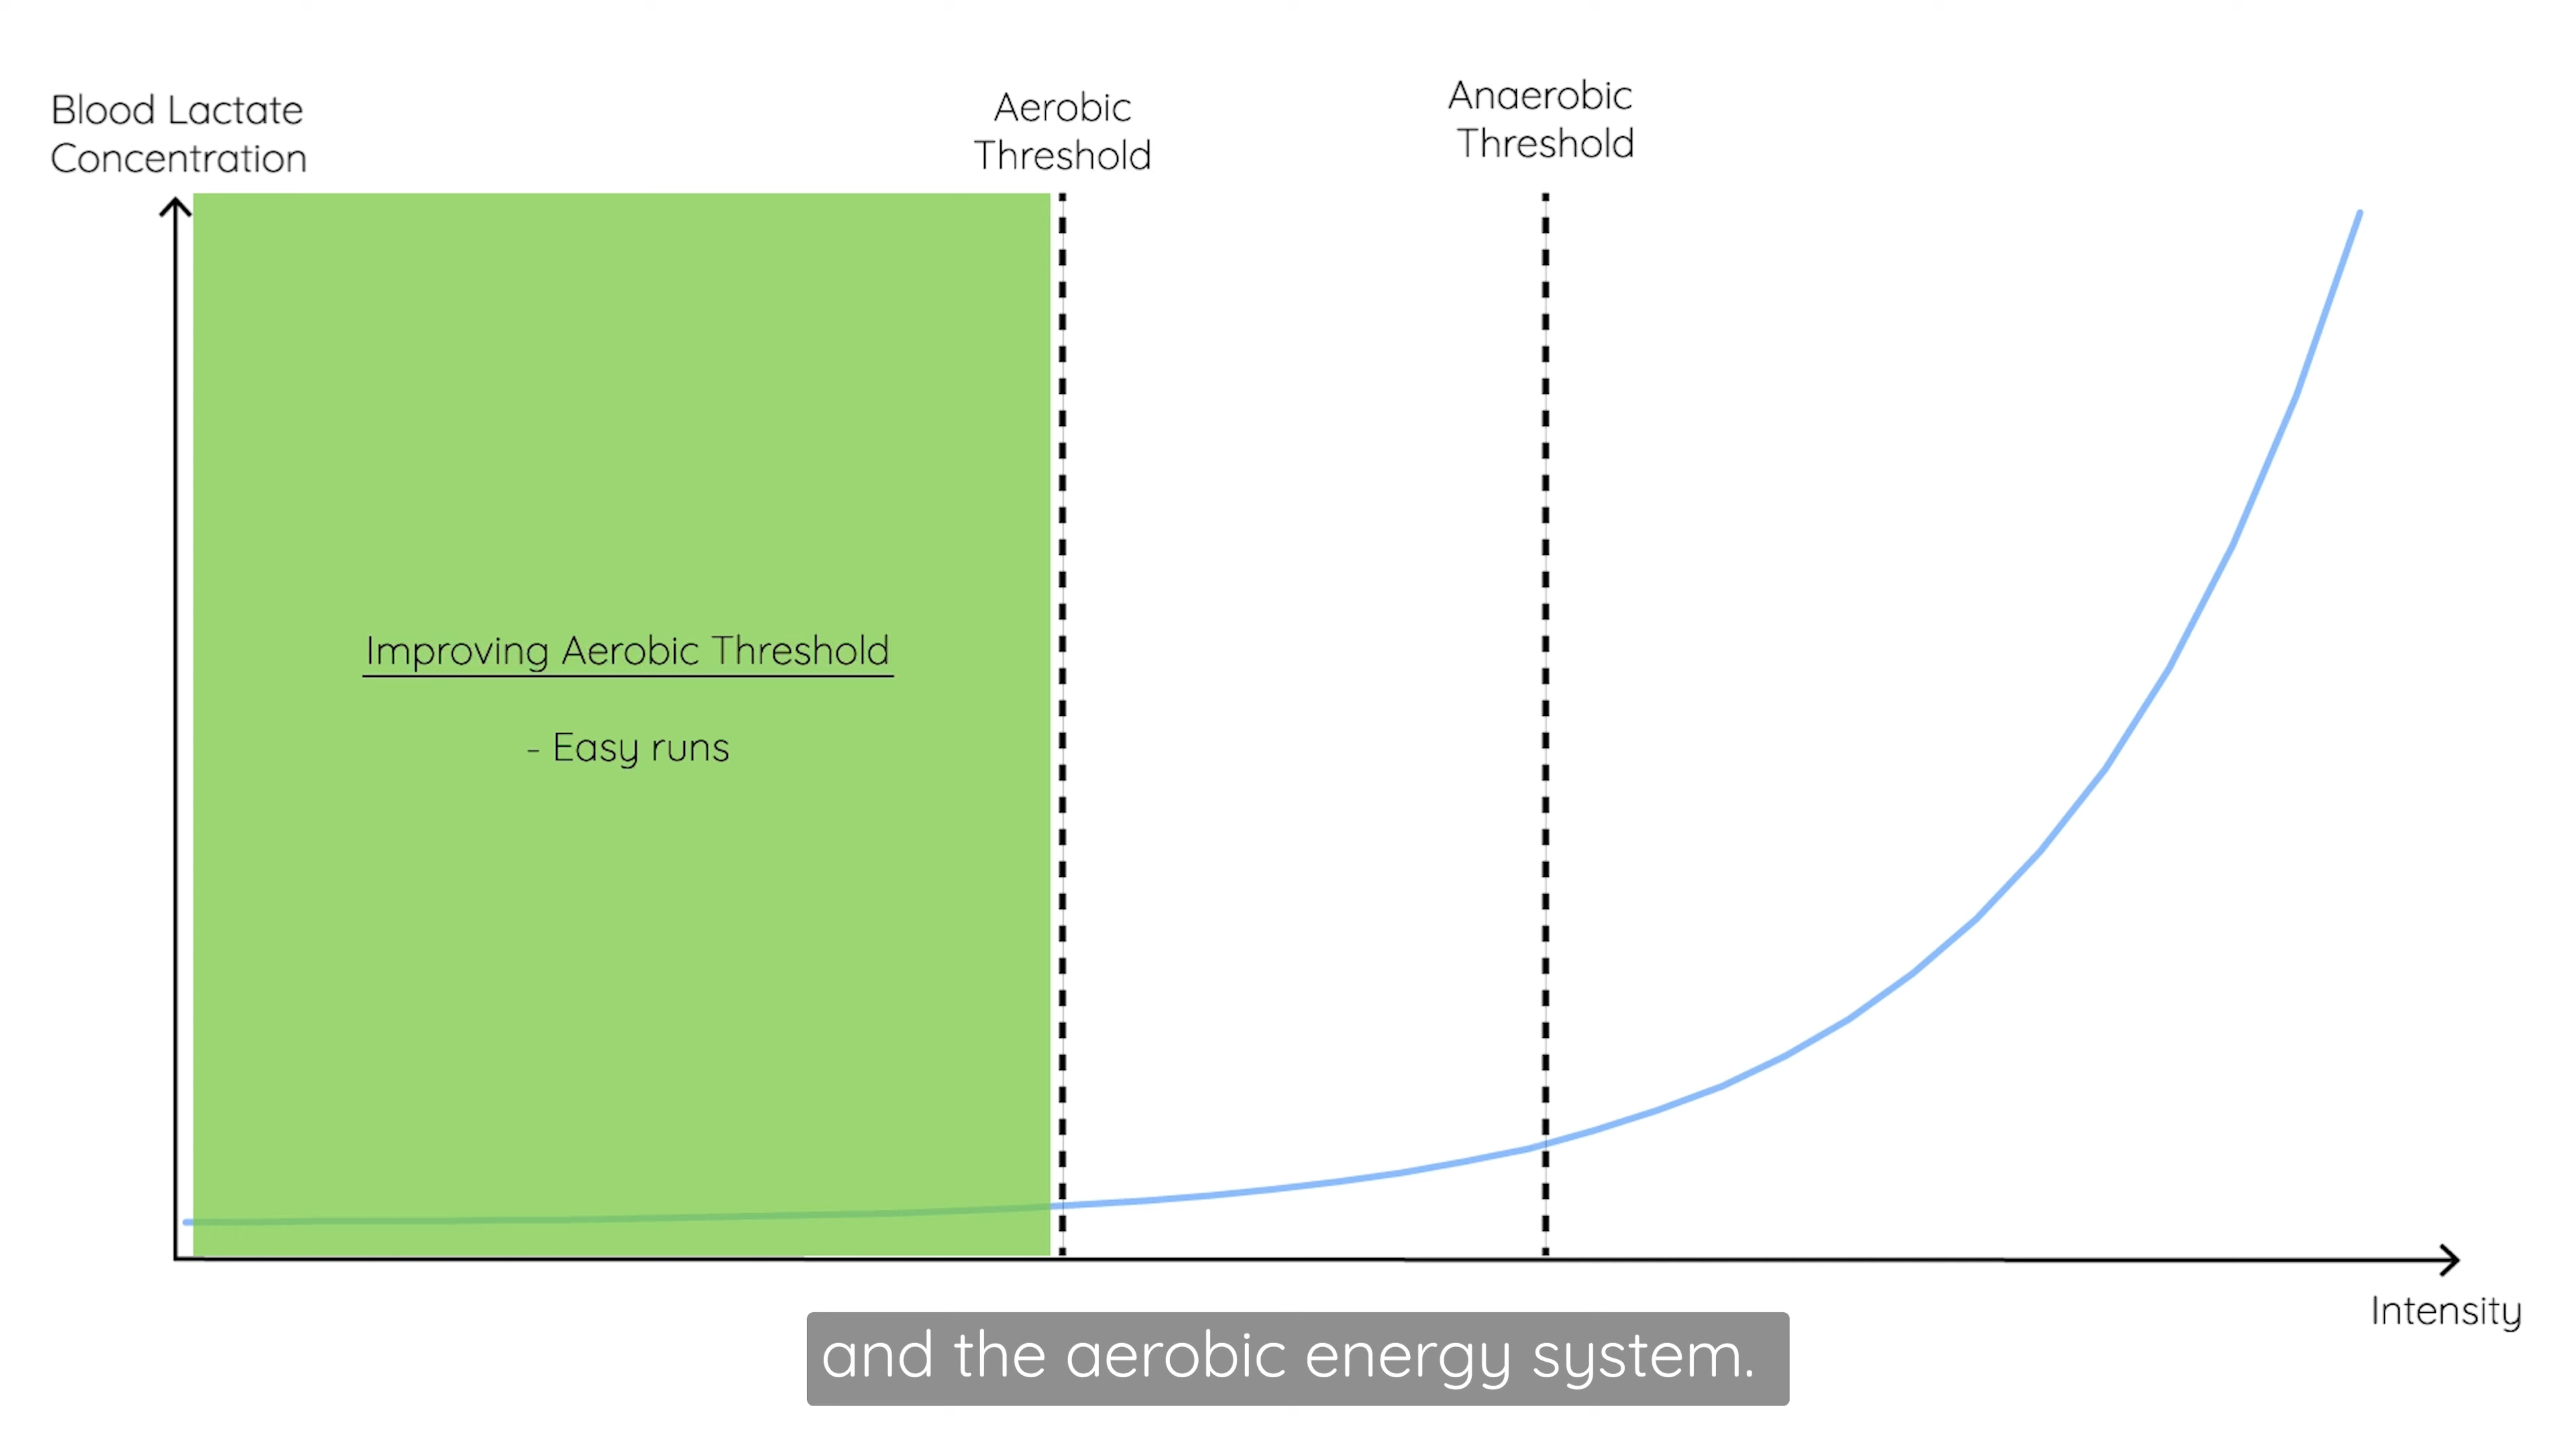 Blood Lactate
Concentration
Aerobic
Threshold
Anaerobic
Threshold
Improving Aerobic Threshold
- Easy runs
Intensity
and the aerobic energy system.